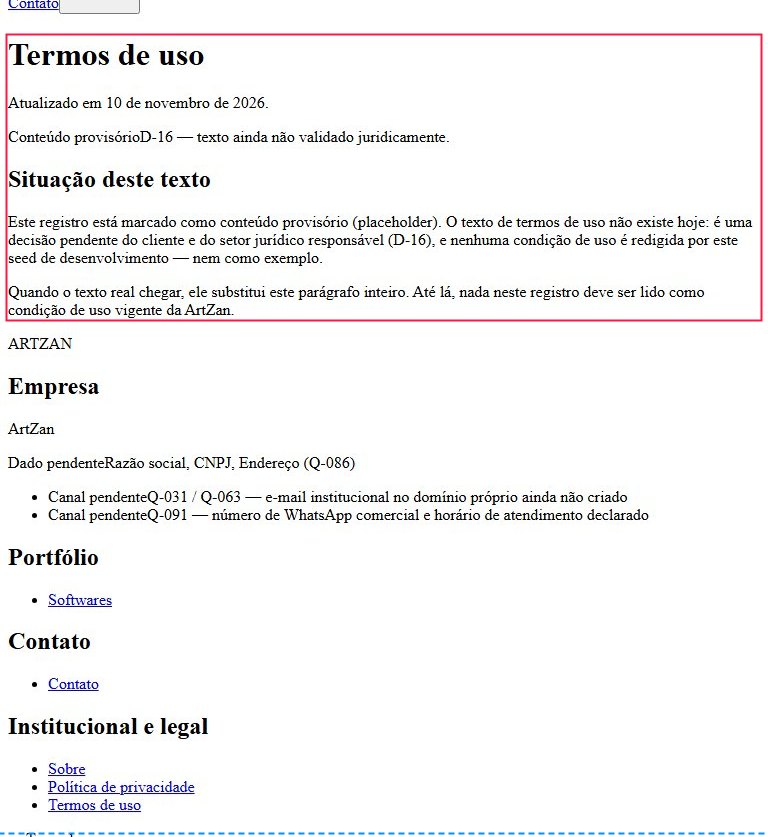 Contato
Termos de uso
Atualizado em 10 de novembro de 2026.
Conteúdo provisórioD-16 — texto ainda não validado juridicamente.
Situação deste texto
Este registro está marcado como conteúdo provisório (placeholder). O texto de termos de uso não existe hoje: é uma
decisão pendente do cliente e do setor jurídico responsável (D-16), e nenhuma condição de uso é redigida por este
seed de desenvolvimento — nem como exemplo.
Quando o texto real chegar, ele substitui este parágrafo inteiro. Até lá, nada neste registro deve ser lido como
condição de uso vigente da ArtZan.
ARTZAN
Empresa
ArtZan
Dado pendenteRazão social, CNPJ, Endereço (Q-086)
Canal pendenteQ-031 / Q-063 — e-mail institucional no domínio próprio ainda não criado
Canal pendenteQ-091 — número de WhatsApp comercial e horário de atendimento declarado
Portfólio
Softwares
Contato
Contato
Institucional e legal
Sobre
Política de privacidade
Termos de uso